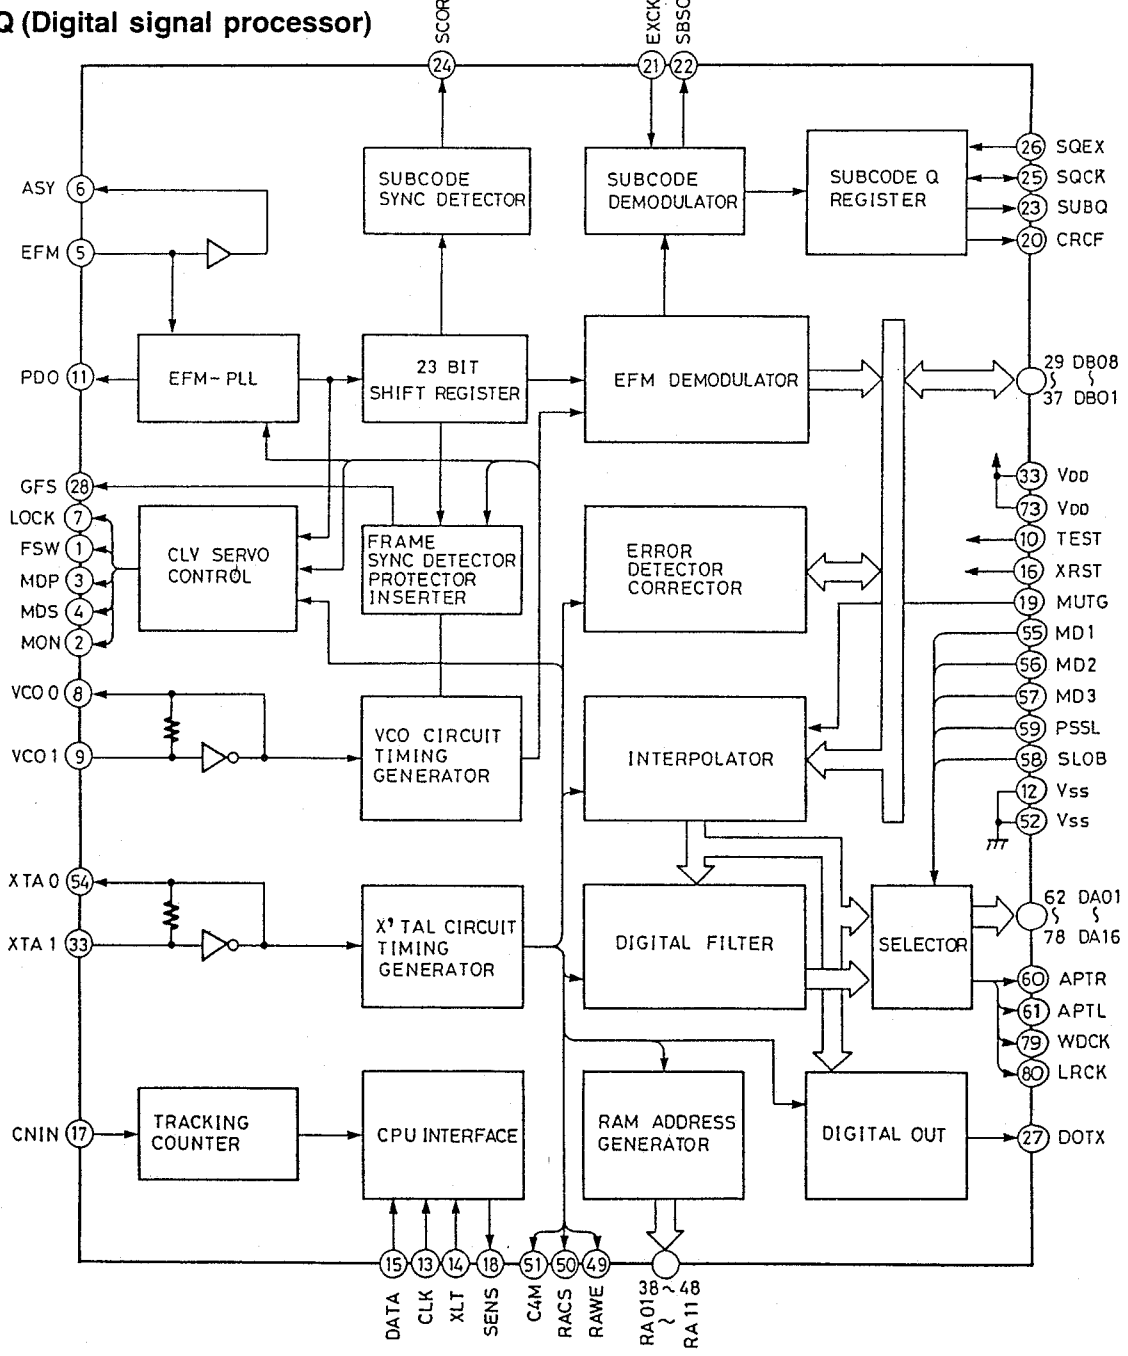 Q (Digital signal processor)
SCOR
EXCK
SBSO
24
21
22
ASY 6
EFM 5
PDO 11
GFS 28
LOCK 7
FSW 1
MDP 3
MDS 4
MON 2
VCO 0 8
VCO 1 9
XTA 0 54
XTA 1 33
CNIN 17
SUBCODE
SYNC DETECTOR
SUBCODE
DEMODULATOR
SUBCODE Q
REGISTER
EFM-PLL
23 BIT
SHIFT REGISTER
EFM DEMODULATOR
CLV SERVO
CONTROL
FRAME
SYNC DETECTOR
PROTECTOR
INSERTER
ERROR
DETECTOR
CORRECTOR
VCO CIRCUIT
TIMING
GENERATOR
INTERPOLATOR
X'TAL CIRCUIT
TIMING
GENERATOR
DIGITAL FILTER
SELECTOR
TRACKING
COUNTER
CPU INTERFACE
RAM ADDRESS
GENERATOR
DIGITAL OUT
26 SQEX
25 SQCK
23 SUBQ
20 CRCF
29 DB08
~ ~
37 DB01
33 VDD
73 VDD
10 TEST
16 XRST
19 MUTG
55 MD1
56 MD2
57 MD3
59 PSSL
58 SLOB
12 Vss
52 Vss
62 DA01
~ ~
78 DA16
60 APTR
61 APTL
79 WDCK
80 LRCK
27 DOTX
15
13
14
18
51
50
49
DATA
CLK
XLT
SENS
C4M
RACS
RAWE
38~48
RA01 ~ RA11